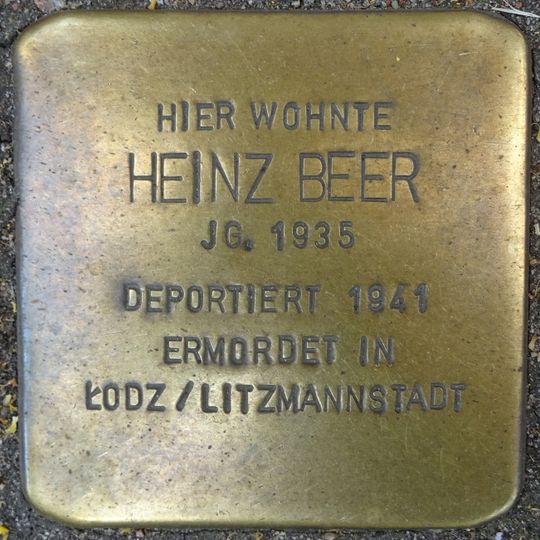 HIER WOHNTE
HEINZ BEER
JG. 1935
DEPORTIERT 1941
ERMORDET IN
ŁODZ / LITZMANNSTADT